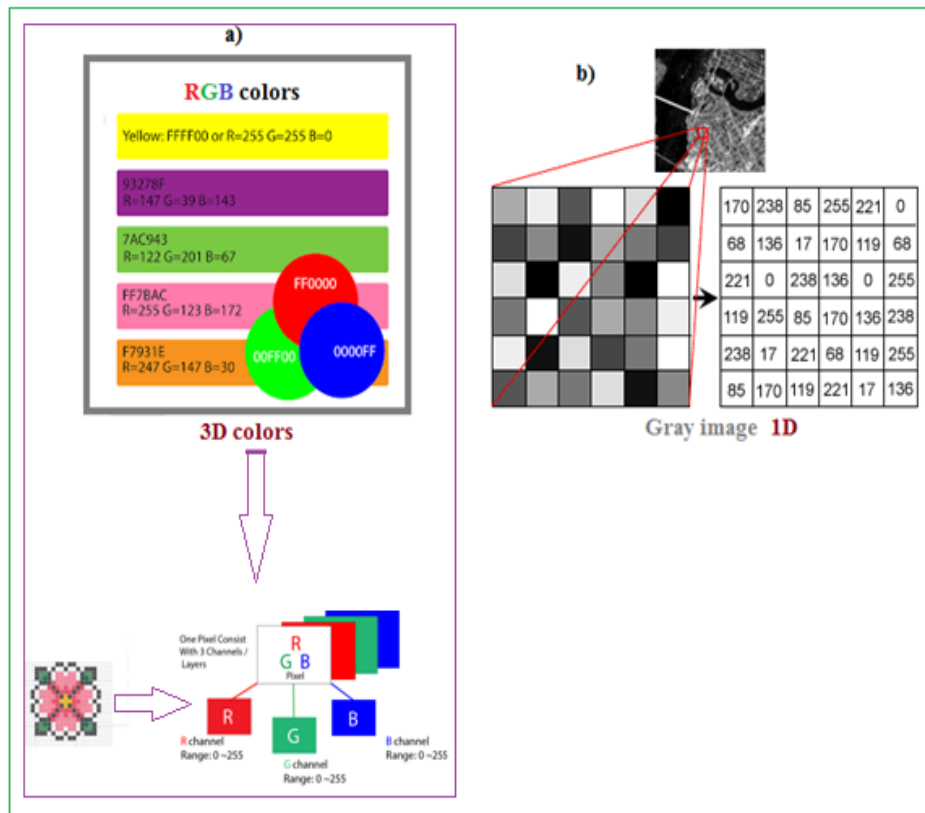 a)
RGB colors
Yellow: FFFF00 or R=255 G=255 B=0
93278F
R=147 G=39 B=143
7AC943
R=122 G=201 B=67
FF7BAC
R=255 G=123 B=172
F7931E
R=247 G=147 B=30
FF0000
00FF00
0000FF
3D colors
One Pixel Consist
With 3 Channels /
Layers
R
G B
Pixel
R
G
B
R channel
Range: 0 ~255
G channel
Range: 0 ~255
B channel
Range: 0 ~255
b)
170 238 85 255 221 0
68 136 17 170 119 68
221 0 238 136 0 255
119 255 85 170 136 238
238 17 221 68 119 255
85 170 119 221 17 136
Gray image 1D